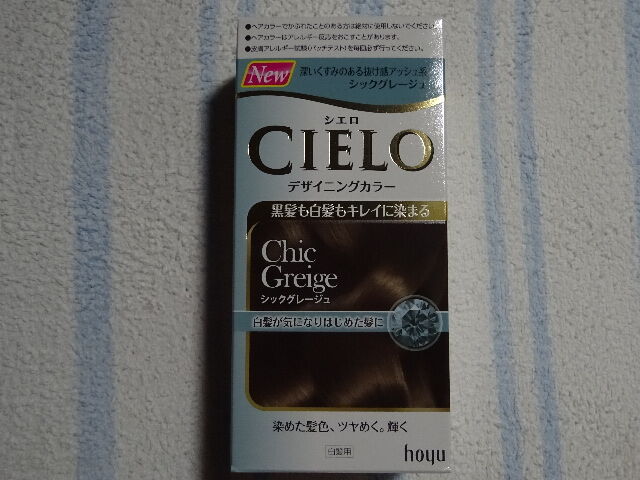 ●ヘアカラーでかぶれたことのある方は絶対に使用しないでください
●ヘアカラーはアレルギー反応をおこすことがあります。
●皮膚アレルギー試験(パッチテスト)を毎回必ず行ってください。
New
深いくすみのある抜け感アッシュ系
シックグレージュ
シエロ
CIELO
デザイニングカラー
黒髪も白髪もキレイに染まる
Chic
Greige
シックグレージュ
白髪が気になりはじめた髪に
染めた髪色、ツヤめく。輝く
白髪用
hoyu